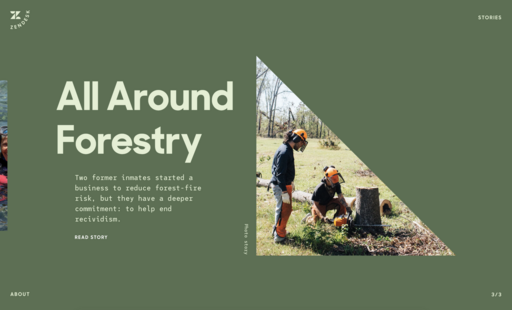 ZENDESK
STORIES
All Around
Forestry
Two former inmates started a
business to reduce forest-fire
risk, but they have a deeper
commitment: to help end
recidivism.
READ STORY
Photo story
ABOUT
3/3